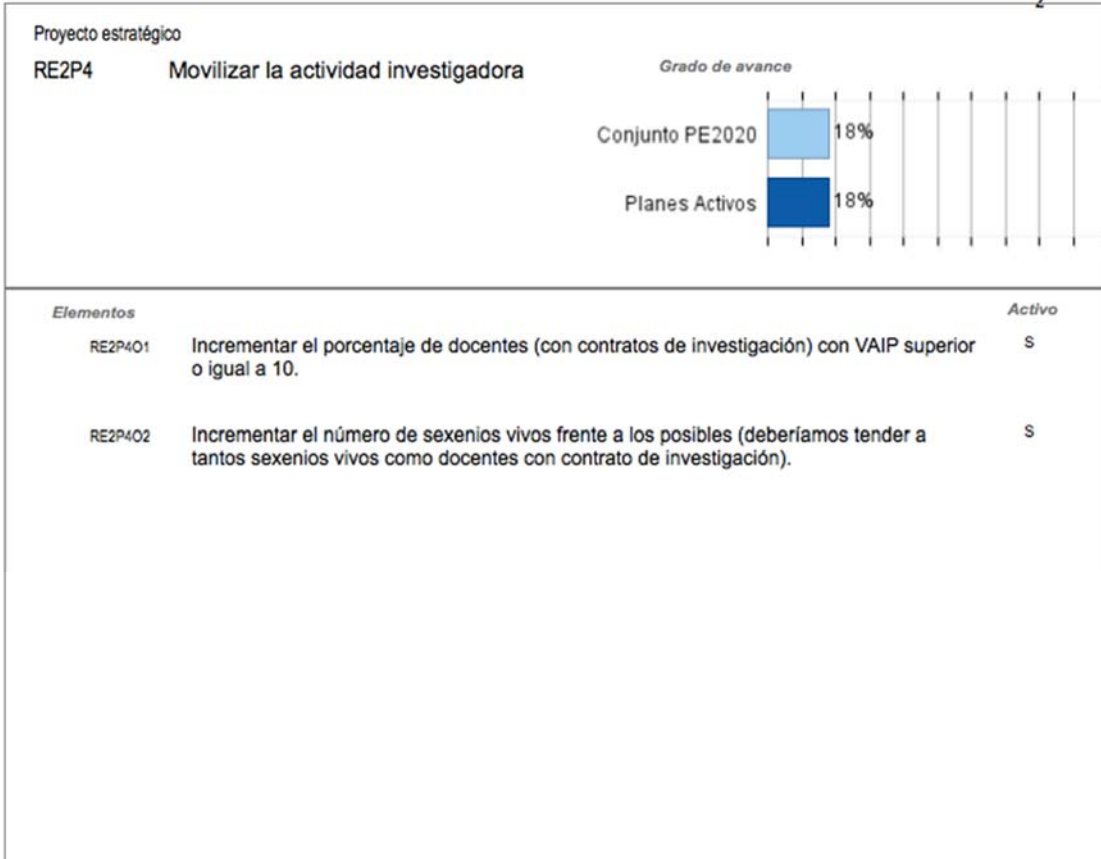 2
Proyecto estratégico
RE2P4 Movilizar la actividad investigadora
Grado de avance
Conjunto PE2020 18%
Planes Activos 18%
Elementos Activo
RE2P4O1 Incrementar el porcentaje de docentes (con contratos de investigación) con VAIP superior S
o igual a 10.
RE2P4O2 Incrementar el número de sexenios vivos frente a los posibles (deberíamos tender a S
tantos sexenios vivos como docentes con contrato de investigación).